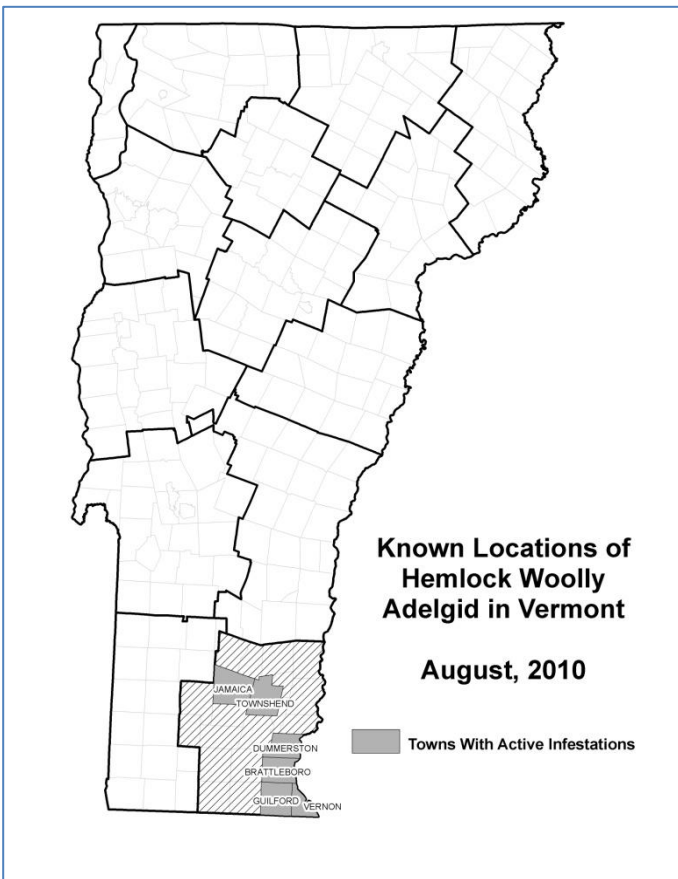 Known Locations of
Hemlock Woolly
Adelgid in Vermont
August, 2010
JAMAICA
TOWNSHEND
Towns With Active Infestations
DUMMERSTON
BRATTLEBORO
GUILFORD
VERNON